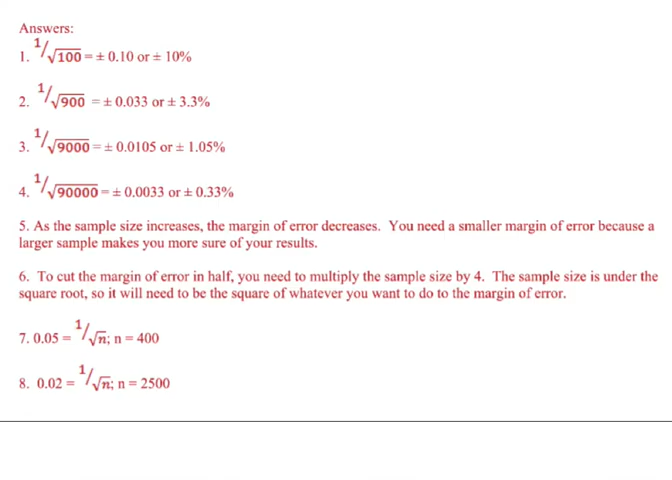 Answers:
1. 1/√100 = ± 0.10 or ± 10%
2. 1/√900 = ± 0.033 or ± 3.3%
3. 1/√9000 = ± 0.0105 or ± 1.05%
4. 1/√90000 = ± 0.0033 or ± 0.33%
5. As the sample size increases, the margin of error decreases. You need a smaller margin of error because a
larger sample makes you more sure of your results.
6. To cut the margin of error in half, you need to multiply the sample size by 4. The sample size is under the
square root, so it will need to be the square of whatever you want to do to the margin of error.
7. 0.05 = 1/√n; n = 400
8. 0.02 = 1/√n; n = 2500